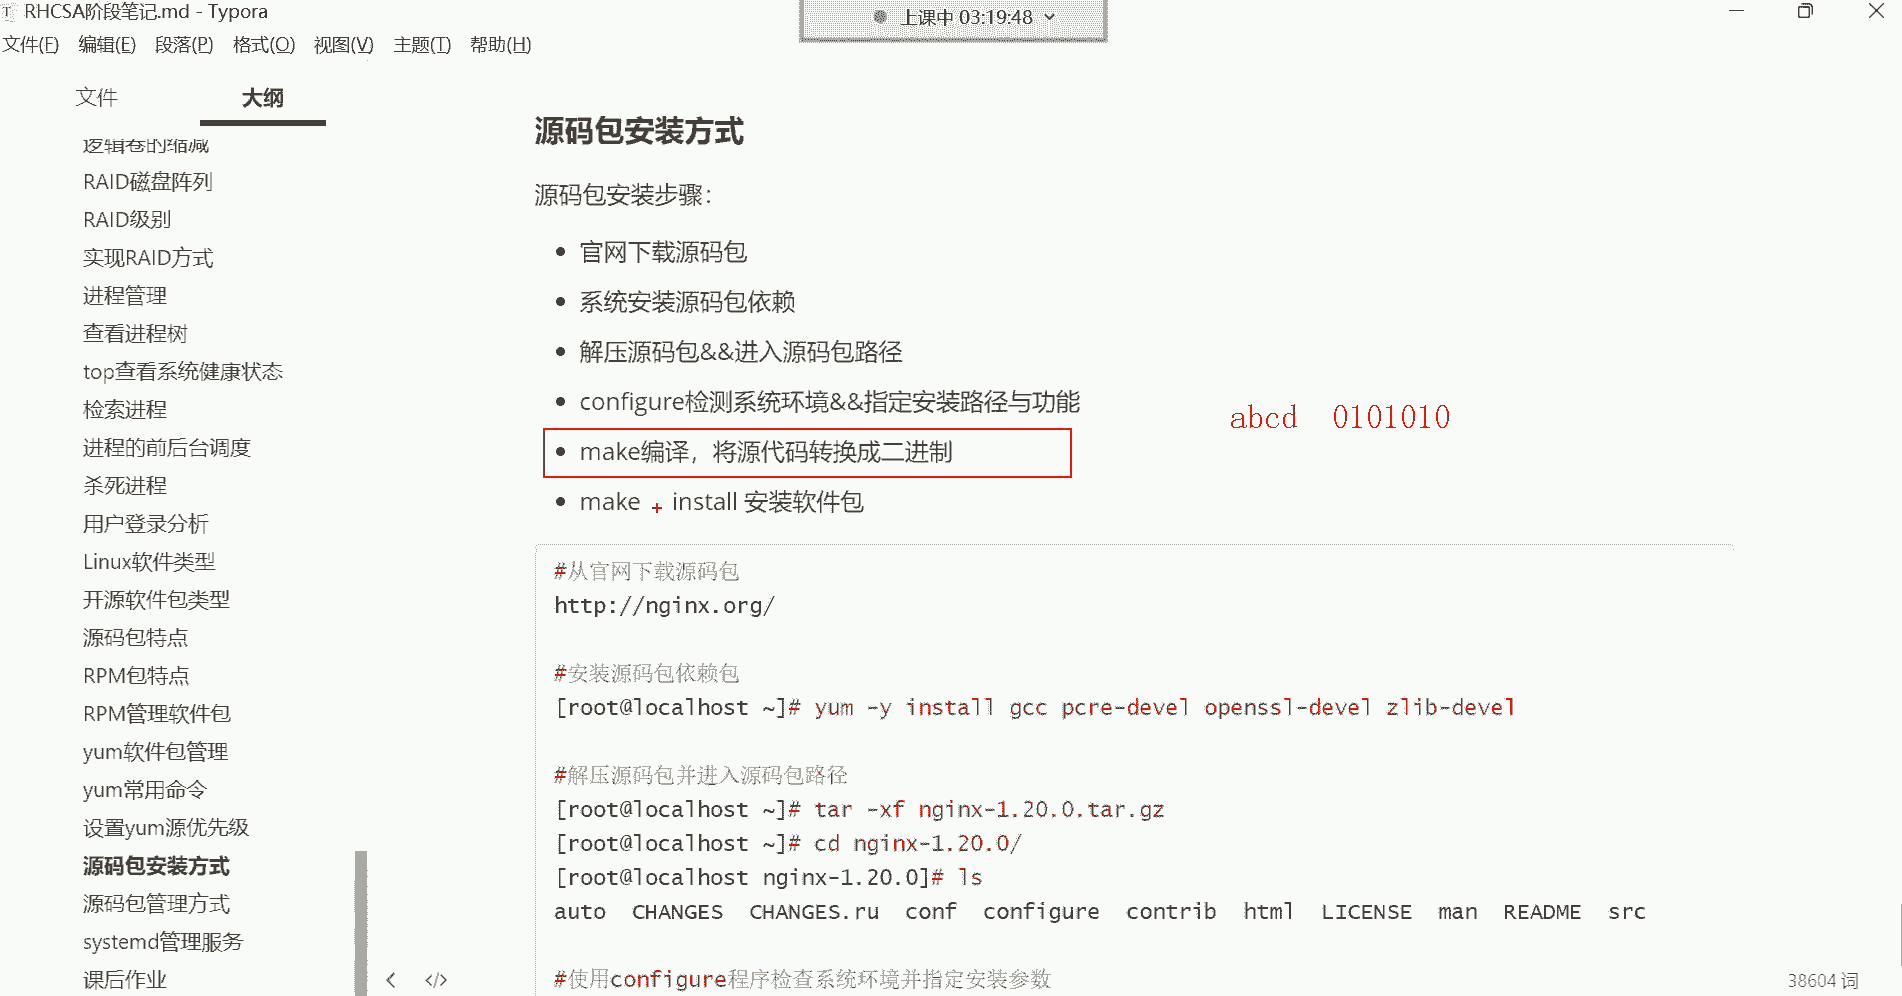 RHCSA阶段笔记.md - Typora
上课中 03:19:48
文件(F) 编辑(E) 段落(P) 格式(O) 视图(V) 主题(T) 帮助(H)
文件 大纲
逻辑卷的缩减
RAID磁盘阵列
RAID级别
实现RAID方式
进程管理
查看进程树
top查看系统健康状态
检索进程
进程的前后台调度
杀死进程
用户登录分析
Linux软件类型
开源软件包类型
源码包特点
RPM包特点
RPM管理软件包
yum软件包管理
yum常用命令
设置yum源优先级
源码包安装方式
源码包管理方式
systemd管理服务
课后作业
源码包安装方式
源码包安装步骤：
官网下载源码包
系统安装源码包依赖
解压源码包&&进入源码包路径
configure检测系统环境&&指定安装路径与功能
abcd 0101010
make编译，将源代码转换成二进制
make + install 安装软件包
#从官网下载源码包
http://nginx.org/
#安装源码包依赖包
[root@localhost ~]# yum -y install gcc pcre-devel openssl-devel zlib-devel
#解压源码包并进入源码包路径
[root@localhost ~]# tar -xf nginx-1.20.0.tar.gz
[root@localhost ~]# cd nginx-1.20.0/
[root@localhost nginx-1.20.0]# ls
auto CHANGES CHANGES.ru conf configure contrib html LICENSE man README src
#使用configure程序检查系统环境并指定安装参数
38604 词